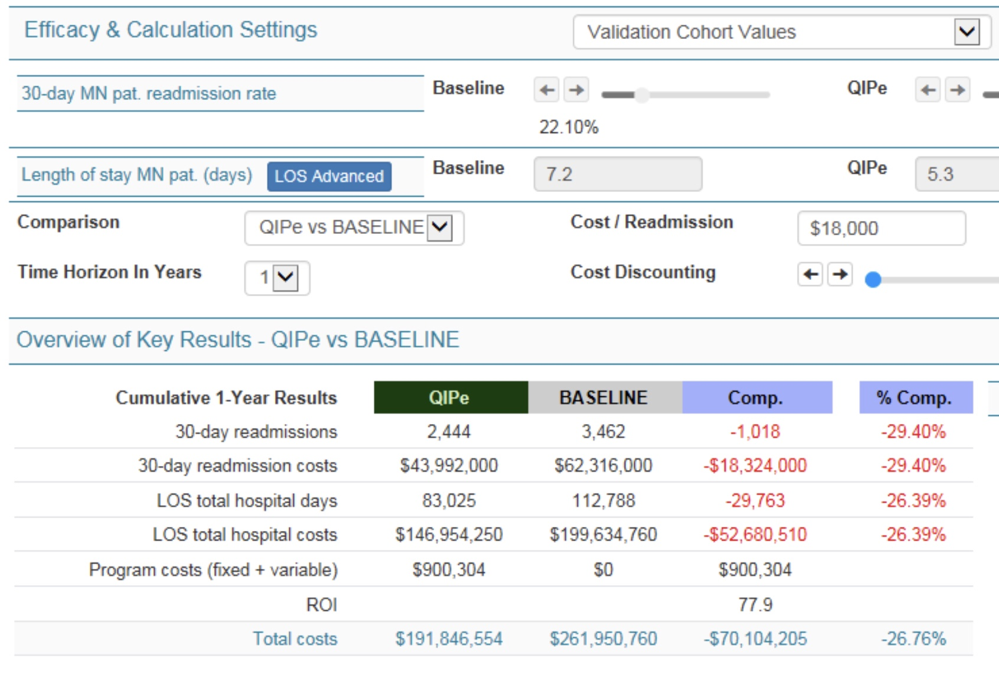 Efficacy & Calculation Settings Validation Cohort Values
30-day MN pat. readmission rate Baseline QIPe
22.10%
Length of stay MN pat. (days) LOS Advanced Baseline 7.2 QIPe 5.3
Comparison QIPe vs BASELINE Cost / Readmission $18,000
Time Horizon In Years 1 Cost Discounting
Overview of Key Results - QIPe vs BASELINE
Cumulative 1-Year Results QIPe BASELINE Comp. % Comp.
30-day readmissions 2,444 3,462 -1,018 -29.40%
30-day readmission costs $43,992,000 $62,316,000 -$18,324,000 -29.40%
LOS total hospital days 83,025 112,788 -29,763 -26.39%
LOS total hospital costs $146,954,250 $199,634,760 -$52,680,510 -26.39%
Program costs (fixed + variable) $900,304 $0 $900,304
ROI 77.9
Total costs $191,846,554 $261,950,760 -$70,104,205 -26.76%